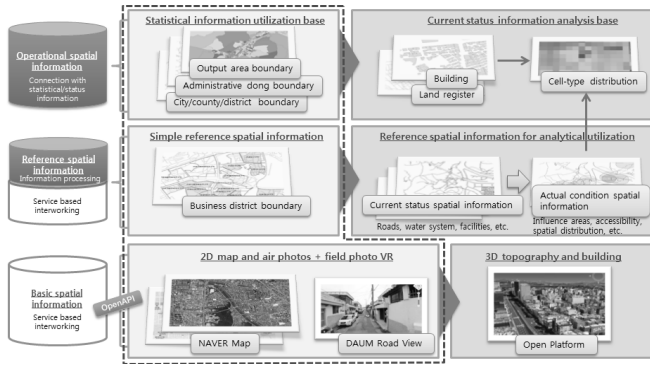 Operational spatial
information
Connection with
statistical/status
information
Statistical information utilization base
Output area boundary
Administrative dong boundary
City/county/district boundary
Current status information analysis base
Building
Land register
Cell-type distribution
Reference spatial
information
Information processing
Service based
interworking
Simple reference spatial information
Business district boundary
Reference spatial information for analytical utilization
Current status spatial information
Roads, water system, facilities, etc.
Actual condition spatial
information
Influence areas, accessibility,
spatial distribution, etc.
Basic spatial
information
Service based
interworking
OpenAPI
2D map and air photos + field photo VR
NAVER Map
DAUM Road View
3D topography and building
Open Platform